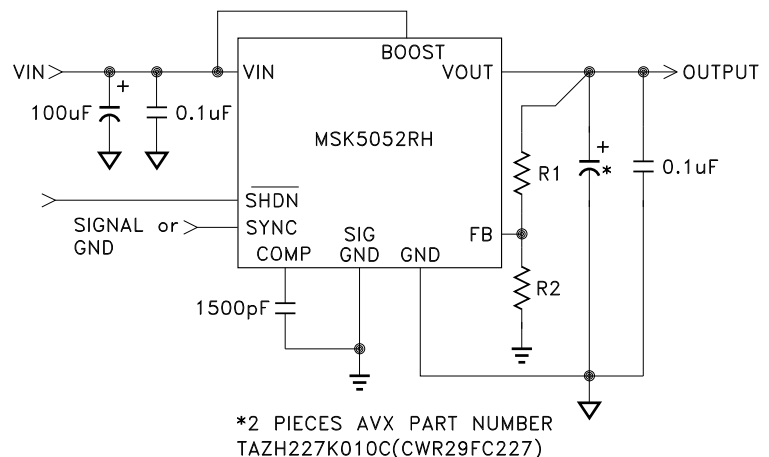 BOOST
VIN
VIN
VOUT
OUTPUT
+
100uF
0.1uF
MSK5052RH
+
*
R1
0.1uF
SHDN
SIGNAL or
GND
SYNC
COMP
SIG
GND
GND
FB
R2
1500pF
*2 PIECES AVX PART NUMBER
TAZH227K010C(CWR29FC227)